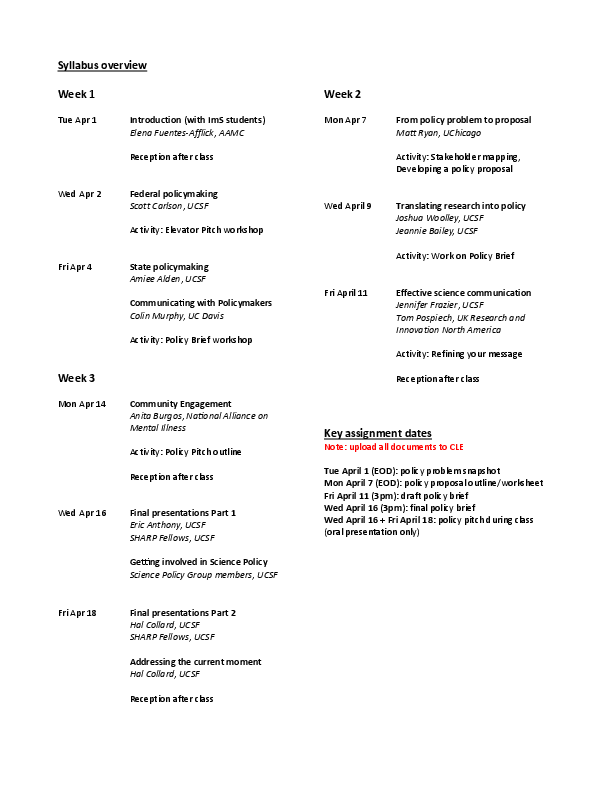 Syllabus overview
Week 1
Tue Apr 1
Introduction (with ImS students)
Elena Fuentes-Afflick, AAMC
Reception after class
Wed Apr 2
Federal policymaking
Scott Carlson, UCSF
Activity: Elevator Pitch workshop
Fri Apr 4
State policymaking
Amiee Alden, UCSF
Communicating with Policymakers
Colin Murphy, UC Davis
Activity: Policy Brief workshop
Week 2
Mon Apr 7
From policy problem to proposal
Matt Ryan, UChicago
Activity: Stakeholder mapping,
Developing a policy proposal
Wed April 9
Translating research into policy
Joshua Woolley, UCSF
Jeannie Bailey, UCSF
Activity: Work on Policy Brief
Fri April 11
Effective science communication
Jennifer Frazier, UCSF
Tom Pospiech, UK Research and
Innovation North America
Activity: Refining your message
Reception after class
Week 3
Mon Apr 14
Community Engagement
Anita Burgos, National Alliance on
Mental Illness
Activity: Policy Pitch outline
Reception after class
Wed Apr 16
Final presentations Part 1
Eric Anthony, UCSF
SHARP Fellows, UCSF
Getting involved in Science Policy
Science Policy Group members, UCSF
Fri Apr 18
Final presentations Part 2
Hal Collard, UCSF
SHARP Fellows, UCSF
Addressing the current moment
Hal Collard, UCSF
Reception after class
Key assignment dates
Note: upload all documents to CLE
Tue April 1 (EOD): policy problem snapshot
Mon April 7 (EOD): policy proposal outline/worksheet
Fri April 11 (3pm): draft policy brief
Wed April 16 (3pm): final policy brief
Wed April 16 + Fri April 18: policy pitch during class
(oral presentation only)